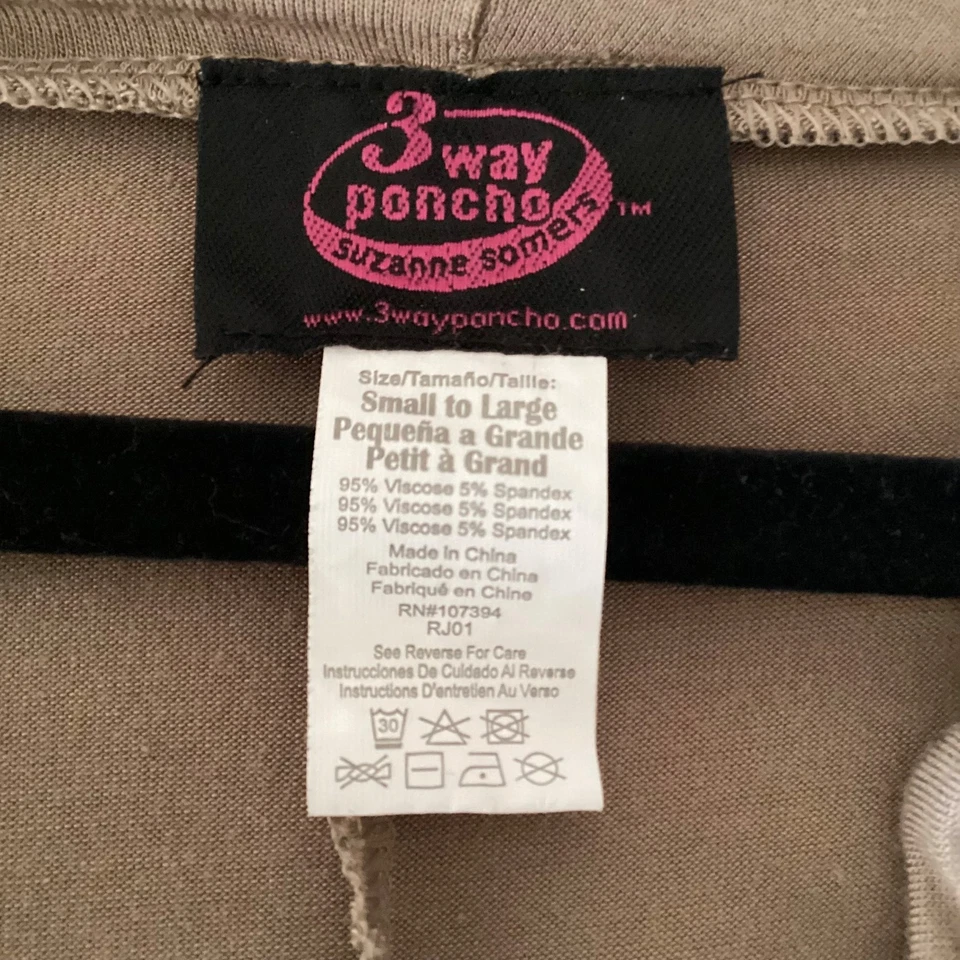 3 way
poncho
suzanne somers
TM
www.3wayponcho.com
Size/Tamaño/Taille:
Small to Large
Pequeña a Grande
Petit à Grand
95% Viscose 5% Spandex
95% Viscose 5% Spandex
95% Viscose 5% Spandex
Made In China
Fabricado en China
Fabriqué en Chine
RN#107394
RJ01
See Reverse For Care
Instrucciones De Cuidado Al Reverse
Instructions D'entretien Au Verso
30